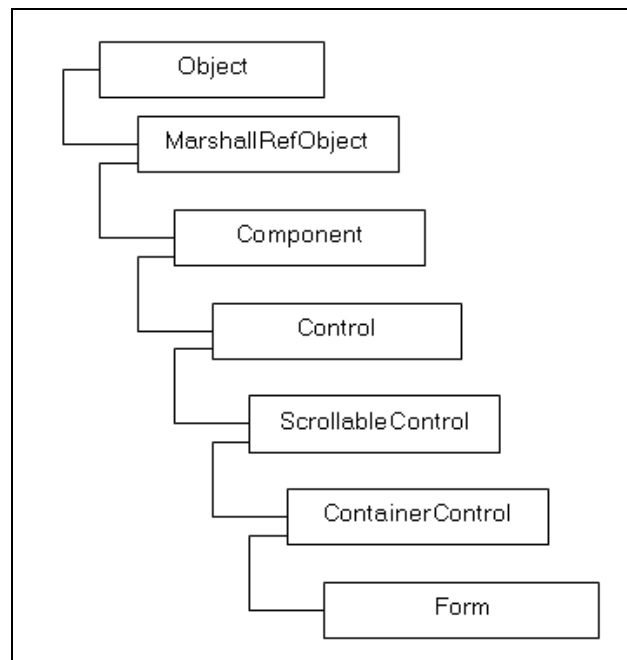 Object
MarshallRefObject
Component
Control
ScrollableControl
ContainerControl
Form